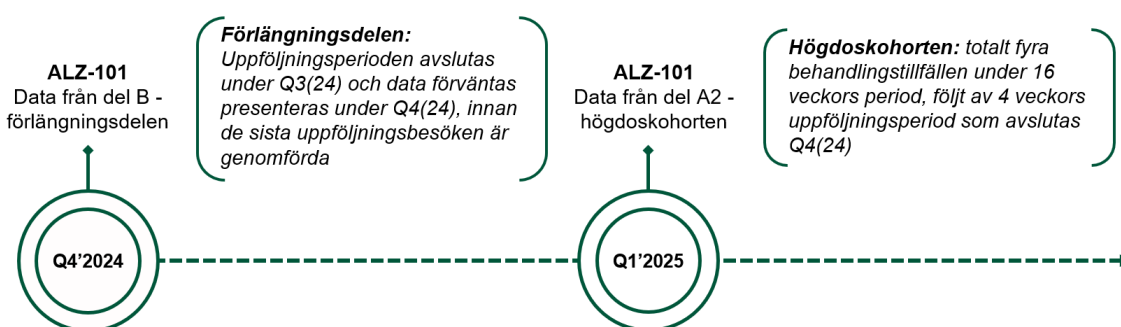 ALZ-101
Data från del B -
förlängningsdelen
Förlängningsdelen:
Uppföljningsperioden avslutas
under Q3(24) och data förväntas
presenteras under Q4(24), innan
de sista uppföljningsbesöken är
genomförda
ALZ-101
Data från del A2 -
högdoskohorten
Högdoskohorten: totalt fyra
behandlingstillfällen under 16
veckors period, följt av 4 veckors
uppföljningsperiod som avslutas
Q4(24)
Q4’2024
Q1’2025